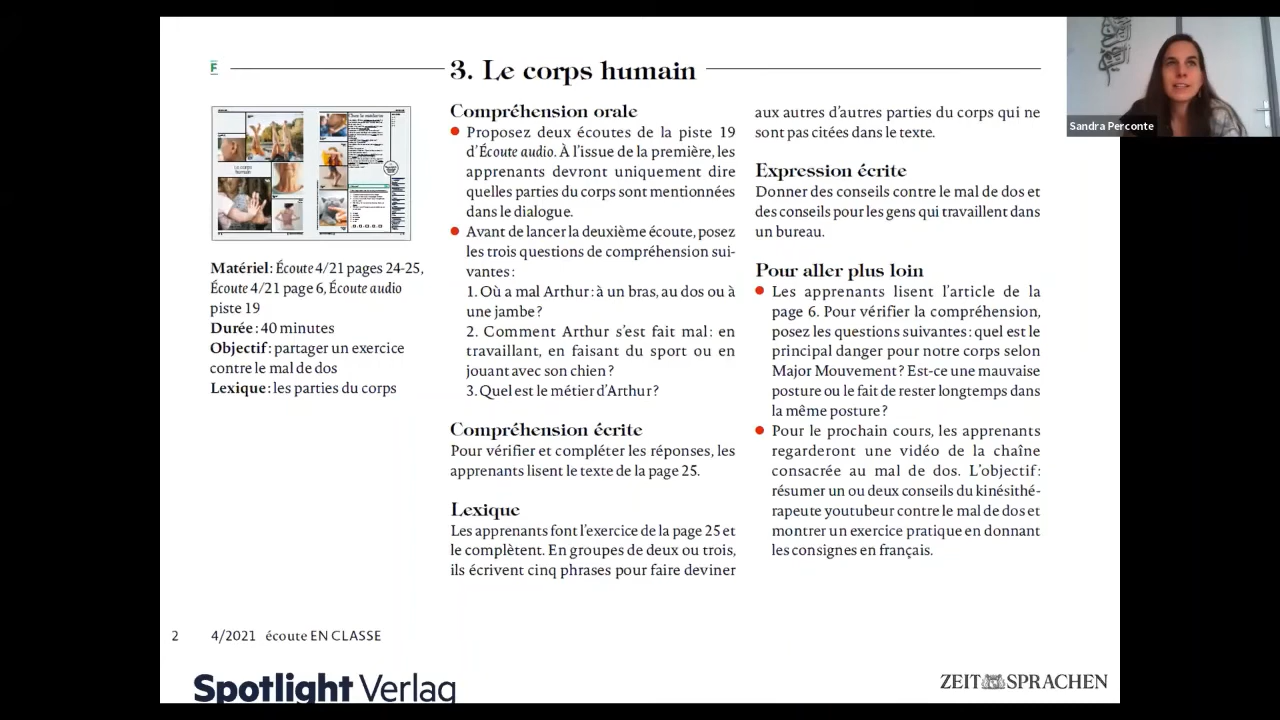 F
3. Le corps humain
Matériel : Écoute 4/21 pages 24-25,
Écoute 4/21 page 6, Écoute audio
piste 19
Durée : 40 minutes
Objectif : partager un exercice
contre le mal de dos
Lexique : les parties du corps
Compréhension orale
Proposez deux écoutes de la piste 19
d’Écoute audio. À l’issue de la première, les
apprenants devront uniquement dire
quelles parties du corps sont mentionnées
dans le dialogue.
Avant de lancer la deuxième écoute, posez
les trois questions de compréhension sui-
vantes :
1. Où a mal Arthur : à un bras, au dos ou à
une jambe ?
2. Comment Arthur s’est fait mal : en
travaillant, en faisant du sport ou en
jouant avec son chien ?
3. Quel est le métier d’Arthur ?
Compréhension écrite
Pour vérifier et compléter les réponses, les
apprenants lisent le texte de la page 25.
Lexique
Les apprenants font l’exercice de la page 25 et
le complètent. En groupes de deux ou trois,
ils écrivent cinq phrases pour faire deviner
aux autres d’autres parties du corps qui ne
sont pas citées dans le texte.
Expression écrite
Donner des conseils contre le mal de dos et
des conseils pour les gens qui travaillent dans
un bureau.
Pour aller plus loin
Les apprenants lisent l’article de la
page 6. Pour vérifier la compréhension,
posez les questions suivantes : quel est le
principal danger pour notre corps selon
Major Mouvement ? Est-ce une mauvaise
posture ou le fait de rester longtemps dans
la même posture ?
Pour le prochain cours, les apprenants
regarderont une vidéo de la chaîne
consacrée au mal de dos. L’objectif :
résumer un ou deux conseils du kinésithé-
rapeute youtubeur contre le mal de dos et
montrer un exercice pratique en donnant
les consignes en français.
Sandra Perconte
2 4/2021 écoute EN CLASSE
Spotlight Verlag
ZEIT SPRACHEN